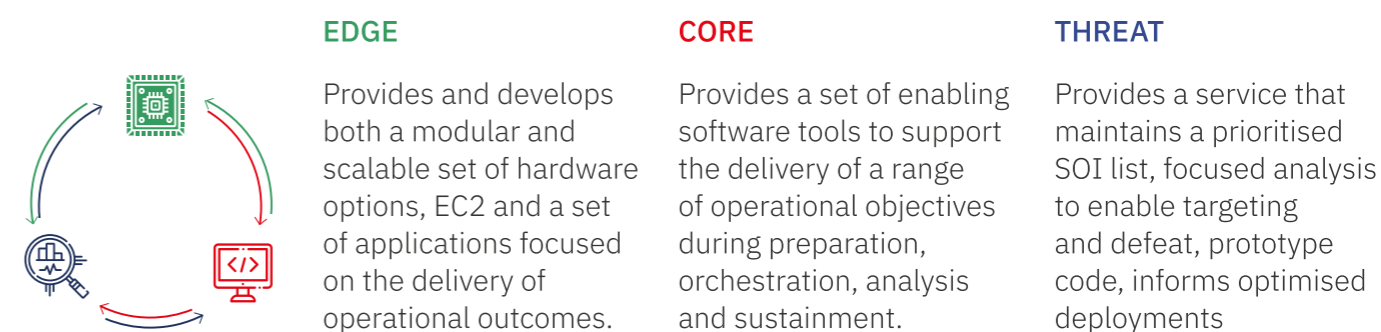 EDGE
Provides and develops
both a modular and
scalable set of hardware
options, EC2 and a set
of applications focused
on the delivery of
operational outcomes.
CORE
Provides a set of enabling
software tools to support
the delivery of a range
of operational objectives
during preparation,
orchestration, analysis
and sustainment.
THREAT
Provides a service that
maintains a prioritised
SOI list, focused analysis
to enable targeting
and defeat, prototype
code, informs optimised
deployments